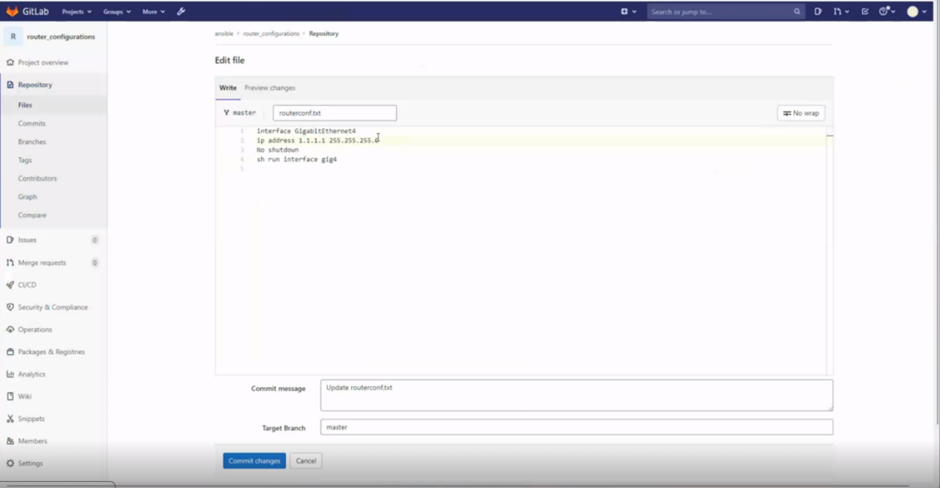 GitLab Projects Groups More Search or jump to...
R router_configurations
Project overview
Repository
Files
Commits
Branches
Tags
Contributors
Graph
Compare
Issues 0
Merge requests 0
CI/CD
Security & Compliance
Operations
Packages & Registries
Analytics
Wiki
Snippets
Members
Settings
ansible > router_configurations > Repository
Edit file
Write Preview changes
master routerconf.txt No wrap
1 interface GigabitEthernet4
2 ip address 1.1.1.1 255.255.255.0
3 No shutdown
4 sh run interface gig4
5
Commit message Update routerconf.txt
Target Branch master
Commit changes Cancel